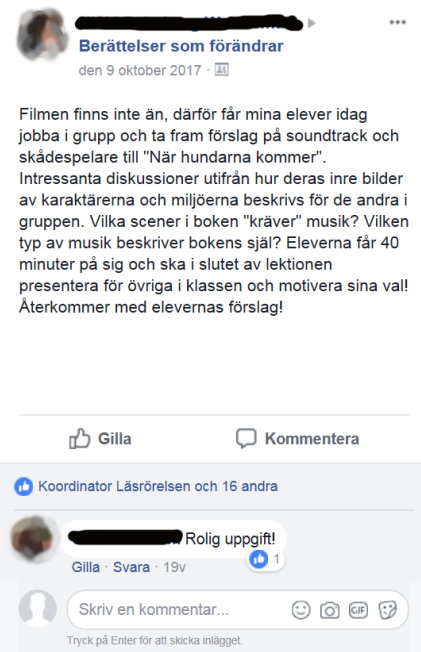 Berättelser som förändrar
den 9 oktober 2017 ·
Filmen finns inte än, därför får mina elever idag
jobba i grupp och ta fram förslag på soundtrack och
skådespelare till "När hundarna kommer".
Intressanta diskussioner utifrån hur deras inre bilder
av karaktärerna och miljöerna beskrivs för de andra i
gruppen. Vilka scener i boken "kräver" musik? Vilken
typ av musik beskriver bokens själ? Eleverna får 40
minuter på sig och ska i slutet av lektionen
presentera för övriga i klassen och motivera sina val!
Återkommer med elevernas förslag!
Gilla Kommentera
Koordinator Läsrörelsen och 16 andra
Rolig uppgift!
1
Gilla · Svara · 19v
Skriv en kommentar...
GIF
Tryck på Enter för att skicka inlägget.